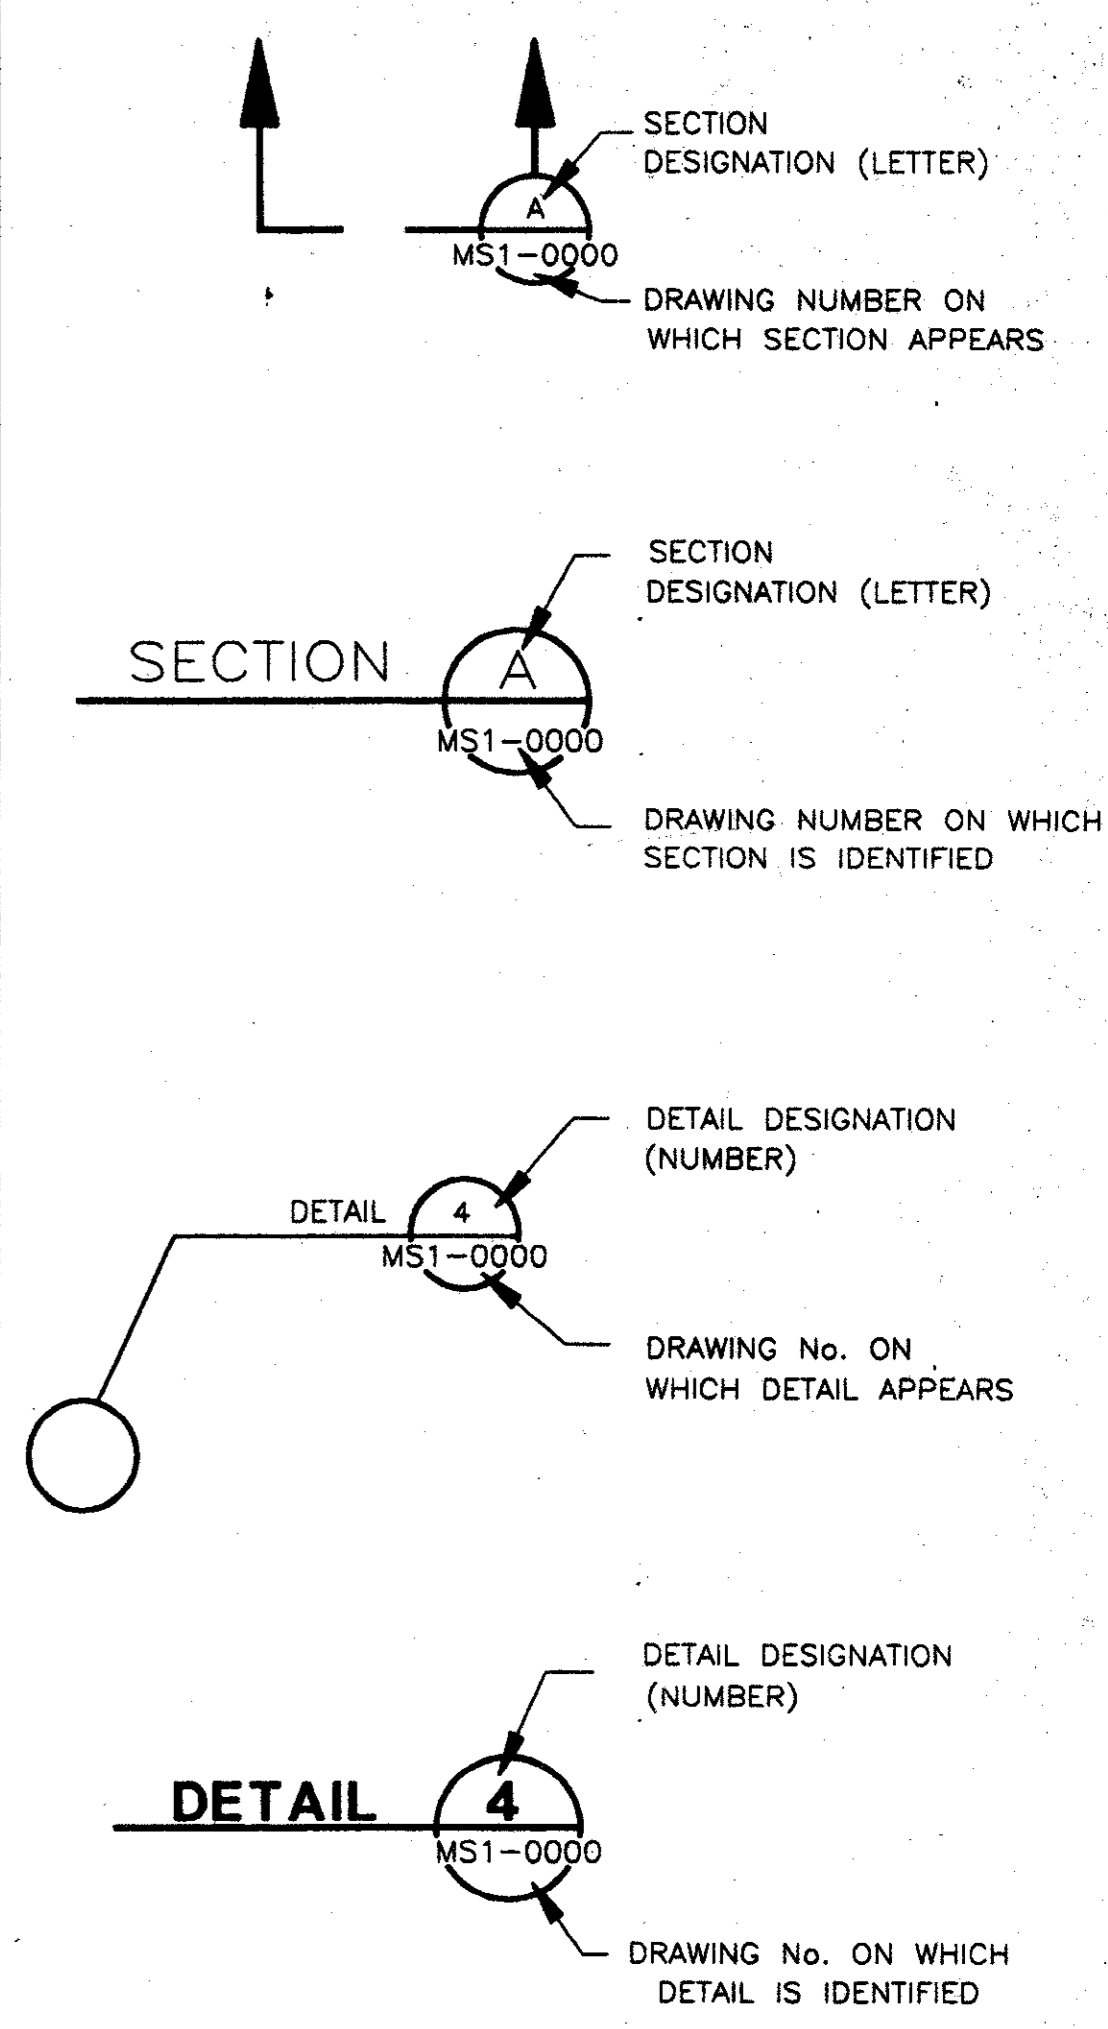 SECTION
DESIGNATION (LETTER)
A
MS1-0000
DRAWING NUMBER ON
WHICH SECTION APPEARS
SECTION
DESIGNATION (LETTER)
SECTION A
MS1-0000
DRAWING NUMBER ON WHICH
SECTION IS IDENTIFIED
DETAIL DESIGNATION
(NUMBER)
DETAIL 4
MS1-0000
DRAWING No. ON
WHICH DETAIL APPEARS
DETAIL DESIGNATION
(NUMBER)
DETAIL 4
MS1-0000
DRAWING No. ON WHICH
DETAIL IS IDENTIFIED